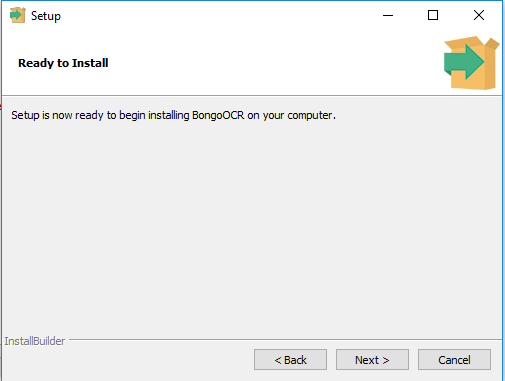 Setup
Ready to Install
Setup is now ready to begin installing BongoOCR on your computer.
InstallBuilder
< Back
Next >
Cancel